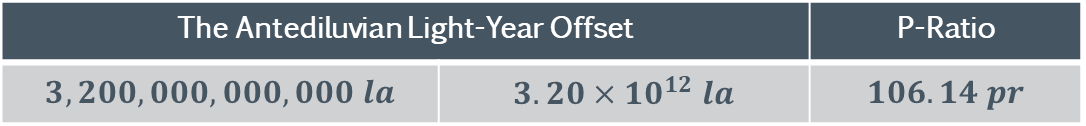 The Antediluvian Light-Year Offset P-Ratio
3,200,000,000,000 la 3.20 × 10¹² la 106.14 pr